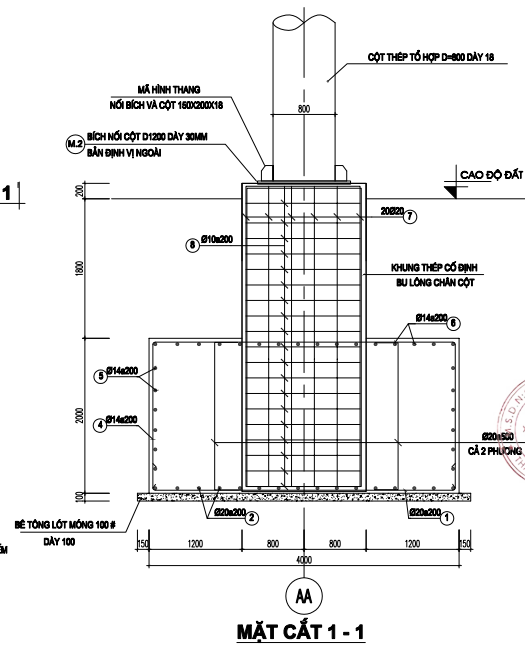 CỘT THÉP TỔ HỢP D=800 DÀY 18
MÃ HÌNH THANG
NỐI BÍCH VÀ CỘT 150X200X18
800
M.2
BÍCH NỐI CỘT D1200 DÀY 30MM
BẢN ĐỊNH VỊ NGOÀI
CAO ĐỘ ĐẤT
1
200
20Ø20
7
8
Ø10a200
1800
KHUNG THÉP CỐ ĐỊNH
BU LÔNG CHÂN CỘT
Ø14a200
6
5
Ø14a200
4
Ø14a200
2000
Ø20a500
CẢ 2 PHƯƠNG
100
Ø20a200
2
Ø20a200
1
BÊ TÔNG LÓT MÓNG 100 #
DÀY 100
150
1200
800
800
1200
150
4000
AA
MẶT CẮT 1 - 1